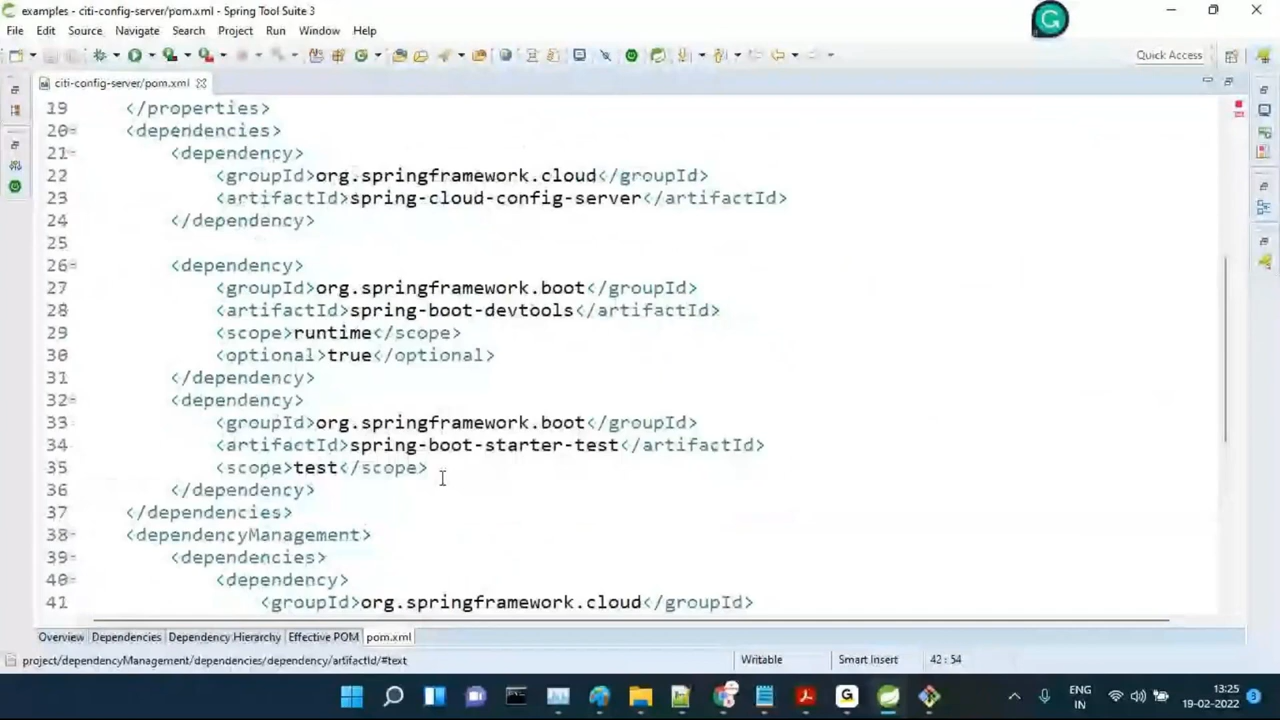 examples - citi-config-server/pom.xml - Spring Tool Suite 3
File Edit Source Navigate Search Project Run Window Help
Quick Access
citi-config-server/pom.xml
19 </properties>
20 <dependencies>
21 <dependency>
22 <groupId>org.springframework.cloud</groupId>
23 <artifactId>spring-cloud-config-server</artifactId>
24 </dependency>
25
26 <dependency>
27 <groupId>org.springframework.boot</groupId>
28 <artifactId>spring-boot-devtools</artifactId>
29 <scope>runtime</scope>
30 <optional>true</optional>
31 </dependency>
32 <dependency>
33 <groupId>org.springframework.boot</groupId>
34 <artifactId>spring-boot-starter-test</artifactId>
35 <scope>test</scope>
36 </dependency>
37 </dependencies>
38 <dependencyManagement>
39 <dependencies>
40 <dependency>
41 <groupId>org.springframework.cloud</groupId>
Overview Dependencies Dependency Hierarchy Effective POM pom.xml
project/dependencyManagement/dependencies/dependency/artifactId/#text Writable Smart Insert 42 : 54
ENG 13:25
IN 19-02-2022 3